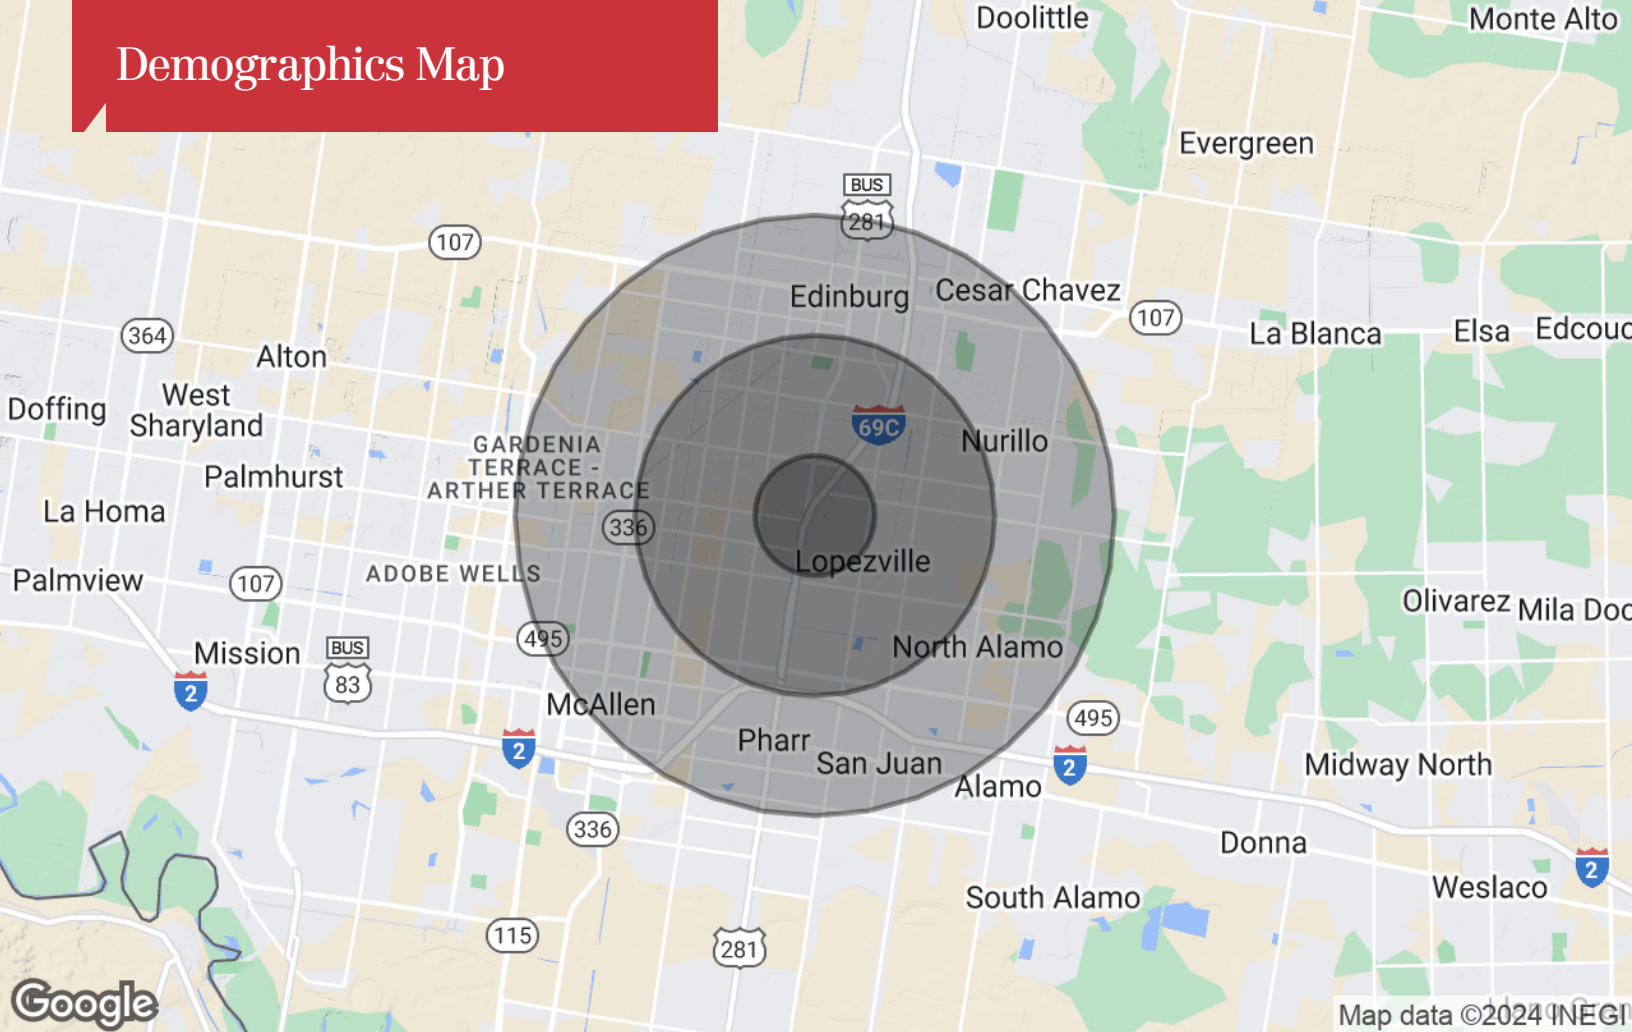 Demographics Map
Doolittle
Monte Alto
Evergreen
BUS
281
107
Edinburg
Cesar Chavez
107
364
La Blanca
Elsa
Alton
West
Sharyland
Doffing
69C
Nurillo
GARDENIA
TERRACE -
ARTHER TERRACE
Palmhurst
La Homa
336
Lopezville
ADOBE WELLS
Palmview
107
Olivarez
495
North Alamo
Mission
BUS
83
2
McAllen
495
Pharr
2
San Juan
2
Midway North
Alamo
336
Donna
2
Weslaco
South Alamo
115
281
Google
Map data ©2024 INEGI